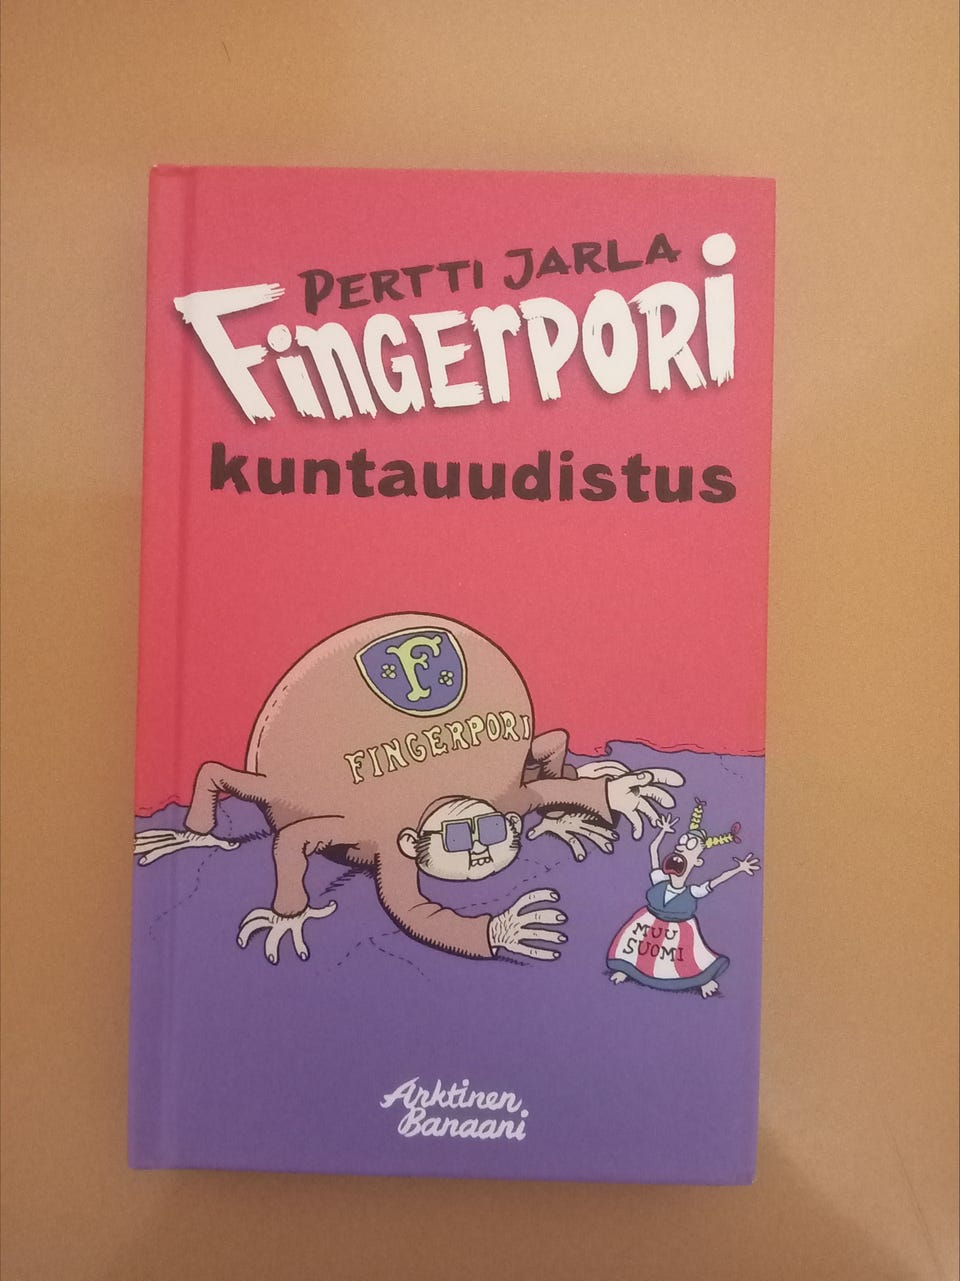 PERTTI JARLA
FINGERPORI
kuntauudistus
F
FINGERPORI
MUU
SUOMI
Arktinen
Banaani